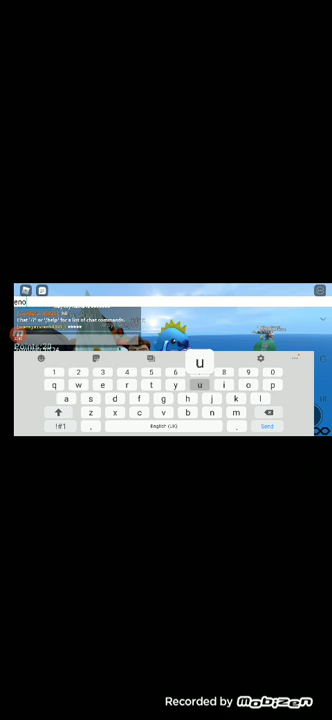 eno
Chat '/?' or '/help' for a list of chat commands.
u
1 2 3 4 5 6 8 9 0
q w e r t y u i o p
a s d f g h j k l
z x c v b n m
!#1 , English (UK) . Send
Recorded by Mobizen